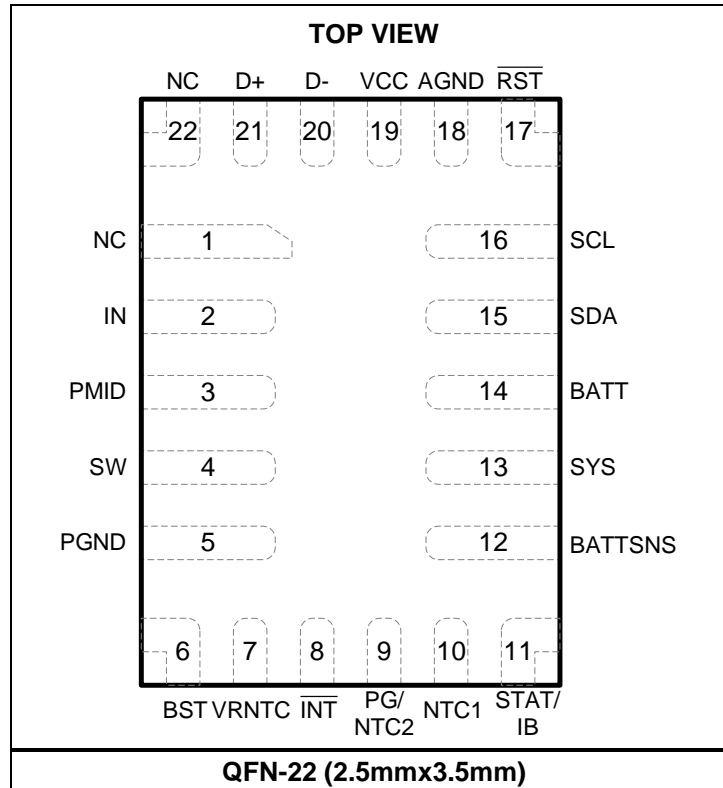 TOP VIEW
NC D+ D- VCC AGND RST
22 21 20 19 18 17
NC 1 16 SCL
IN 2 15 SDA
PMID 3 14 BATT
SW 4 13 SYS
PGND 5 12 BATTSNS
6 7 8 9 10 11
BST VRNTC INT PG/ NTC2 NTC1 STAT/ IB
QFN-22 (2.5mmx3.5mm)